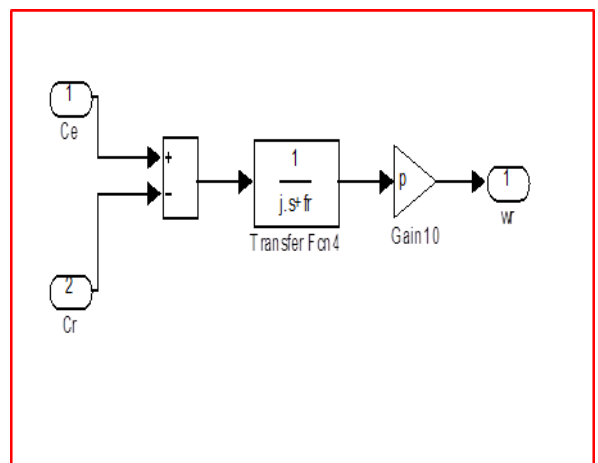 1
Ce
+
-
1
j.s+fr
Transfer Fcn4
p
Gain10
1
wr
2
Cr